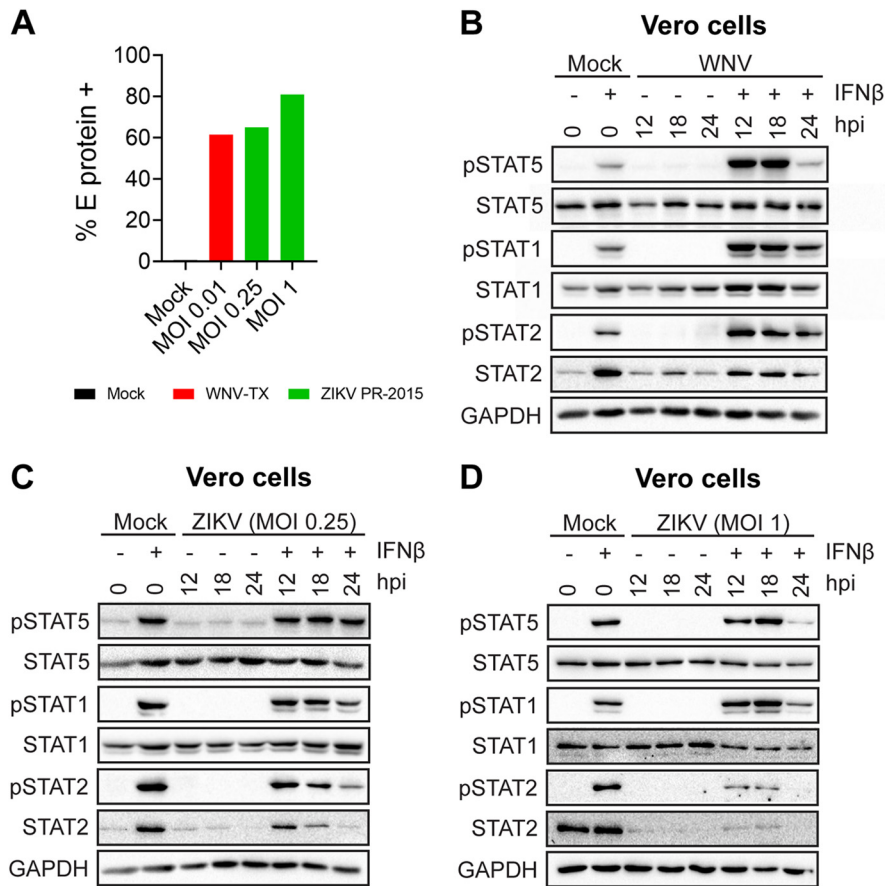 A
% E protein +
100
80
60
40
20
0
Mock
MOI 0.01
MOI 0.25
MOI 1
Mock WNV-TX ZIKV PR-2015
B
Vero cells
Mock WNV
- + - - - + + + IFNβ
0 0 12 18 24 12 18 24 hpi
pSTAT5
STAT5
pSTAT1
STAT1
pSTAT2
STAT2
GAPDH
C
Vero cells
Mock ZIKV (MOI 0.25)
- + - - - + + + IFNβ
0 0 12 18 24 12 18 24 hpi
pSTAT5
STAT5
pSTAT1
STAT1
pSTAT2
STAT2
GAPDH
D
Vero cells
Mock ZIKV (MOI 1)
- + - - - + + + IFNβ
0 0 12 18 24 12 18 24 hpi
pSTAT5
STAT5
pSTAT1
STAT1
pSTAT2
STAT2
GAPDH